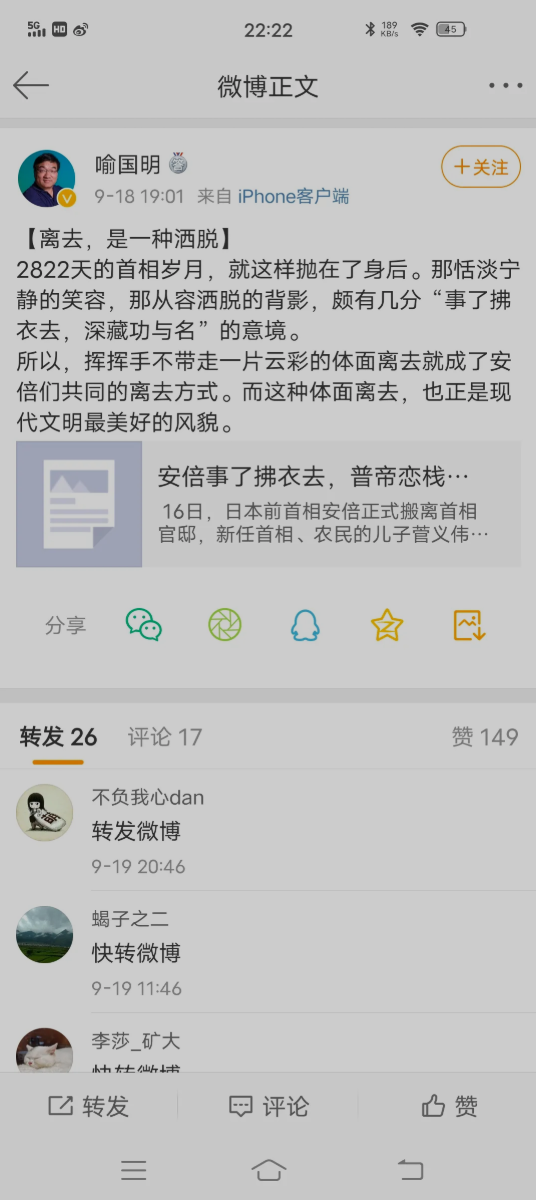 5G HD 22:22 189 KB/s 45
微博正文
喻国明
+关注
9-18 19:01 来自 iPhone客户端
【离去，是一种洒脱】
2822天的首相岁月，就这样抛在了身后。那恬淡宁
静的笑容，那从容洒脱的背影，颇有几分“事了拂
衣去，深藏功与名”的意境。
所以，挥挥手不带走一片云彩的体面离去就成了安
倍们共同的离去方式。而这种体面离去，也正是现
代文明最美好的风貌。
安倍事了拂衣去，普帝恋栈…
16日，日本前首相安倍正式搬离首相
官邸，新任首相、农民的儿子菅义伟…
分享
转发 26 评论 17 赞 149
不负我心dan
转发微博
9-19 20:46
蝎子之二
快转微博
9-19 11:46
李莎_矿大
快转微博
转发 评论 赞